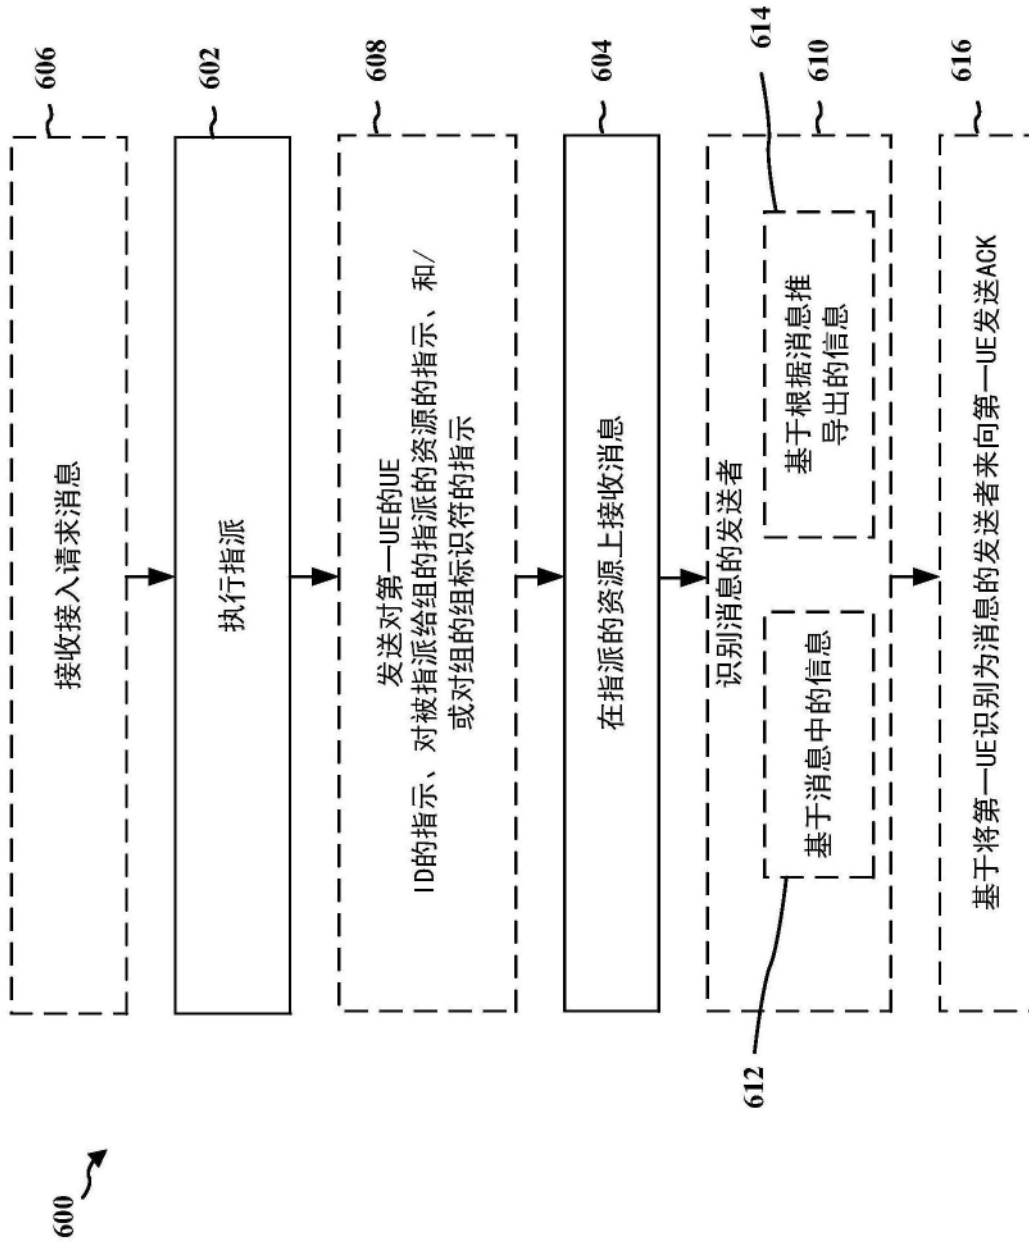 600
606
接收接入请求消息
602
执行指派
608
发送对第一UE的UE
ID的指示、对被指派给组的指派的资源的指示、和/
或对组的组标识符的指示
604
在指派的资源上接收消息
610
识别消息的发送者
612
基于消息中的信息
614
基于根据消息推
导出的信息
616
基于将第一UE识别为消息的发送者来向第一UE发送ACK